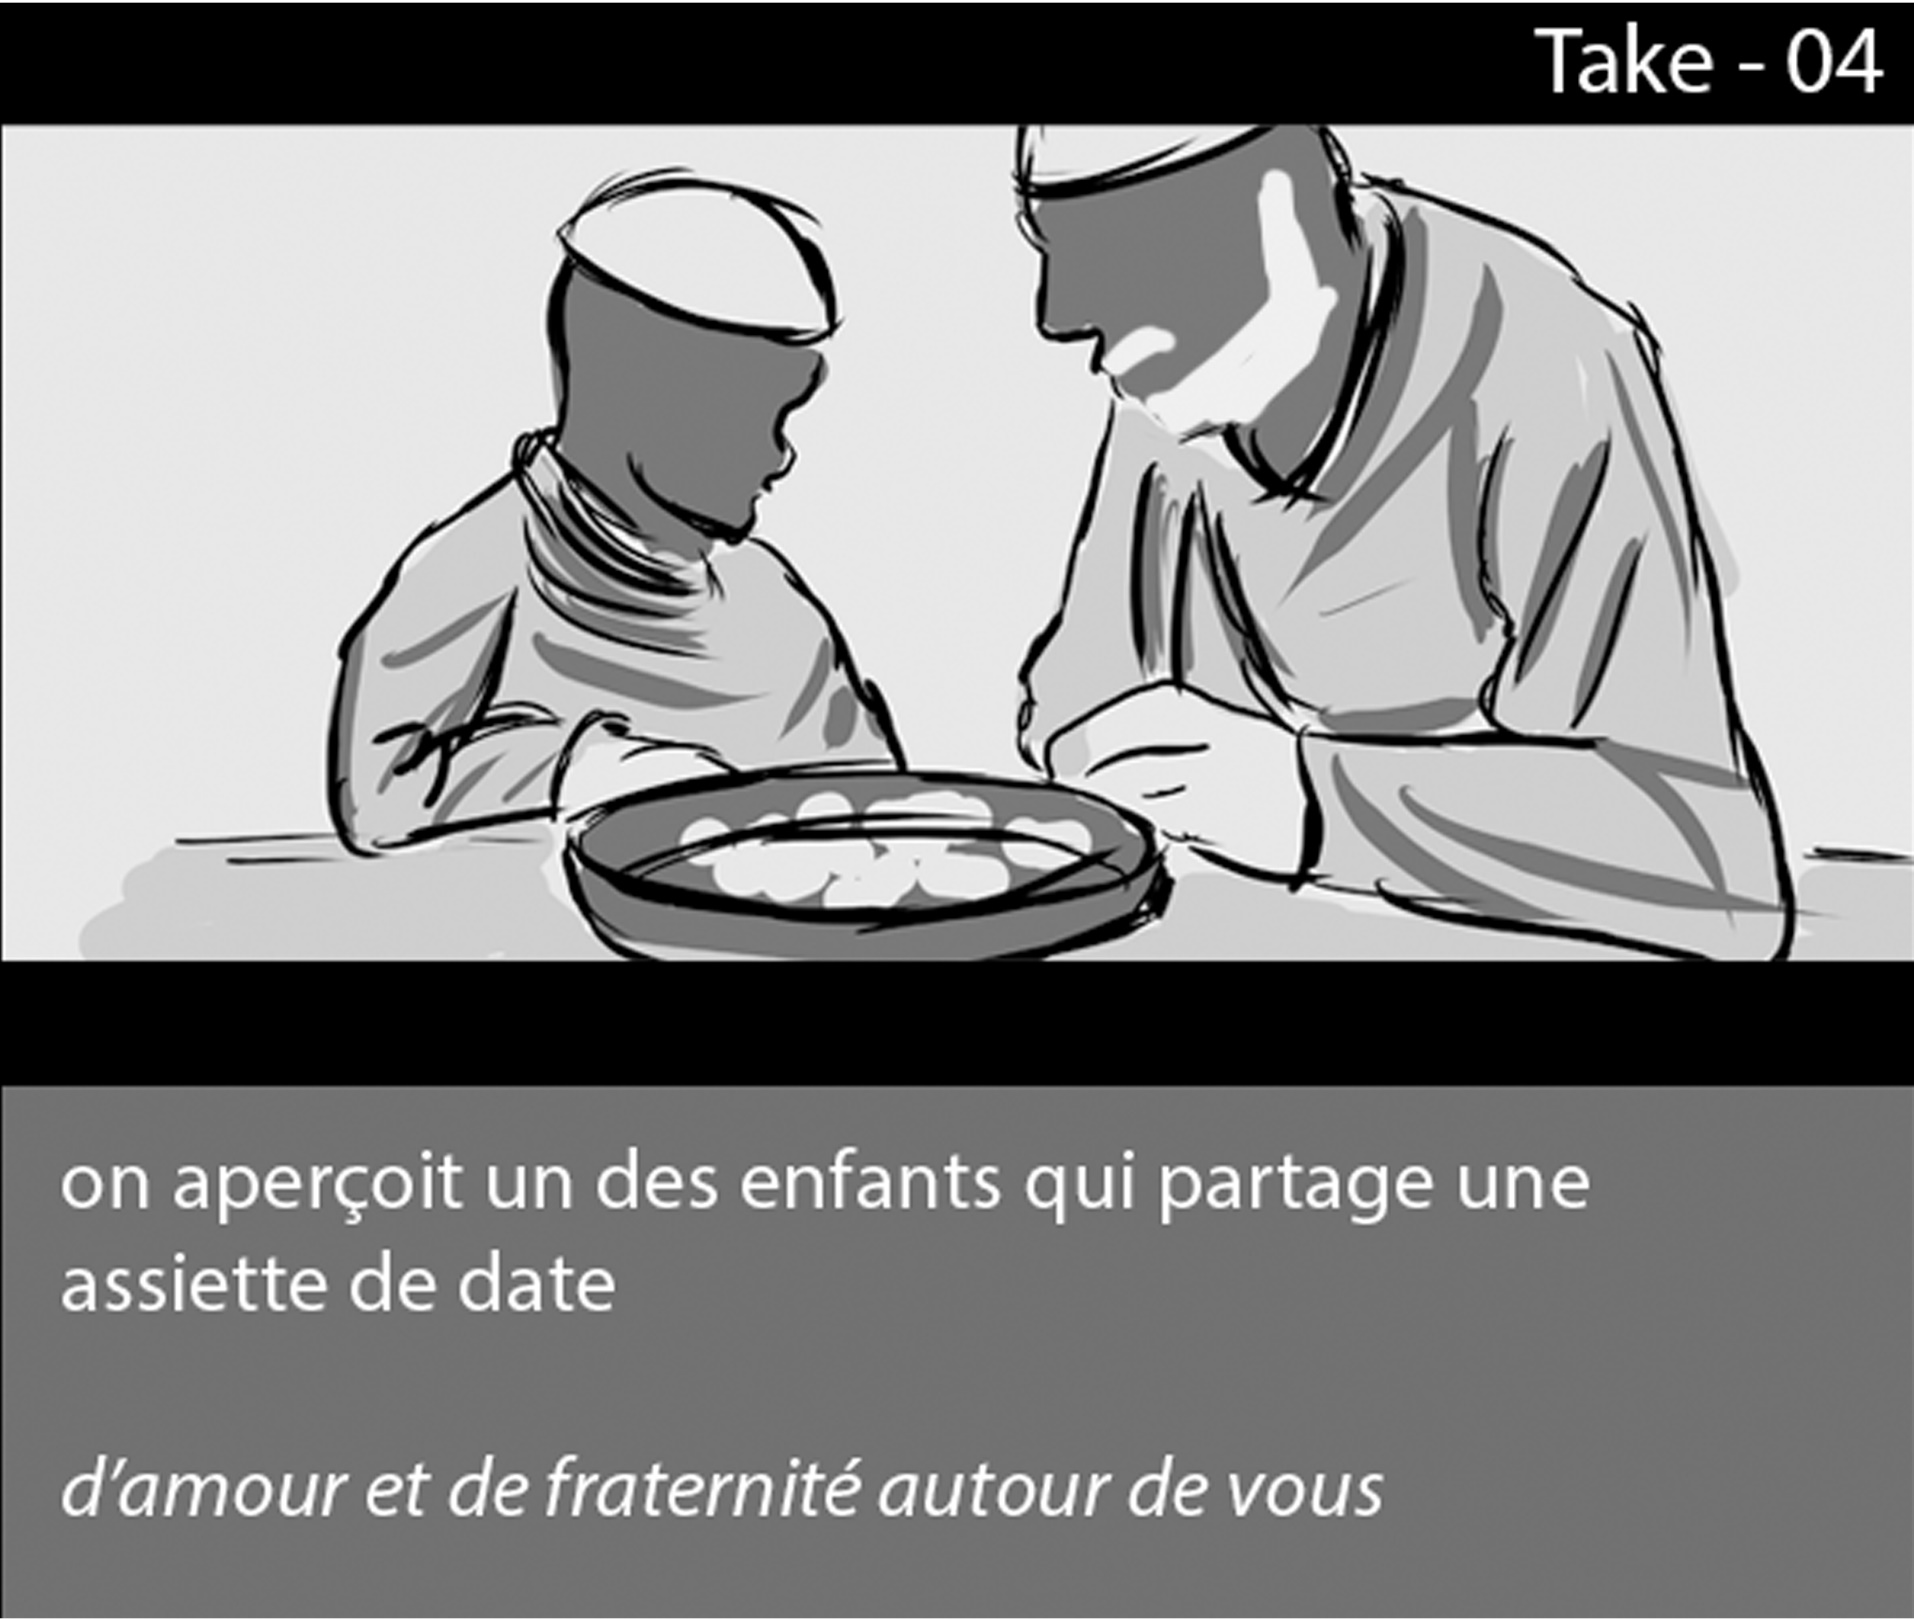 Take - 04
on aperçoit un des enfants qui partage une
assiette de date
d’amour et de fraternité autour de vous